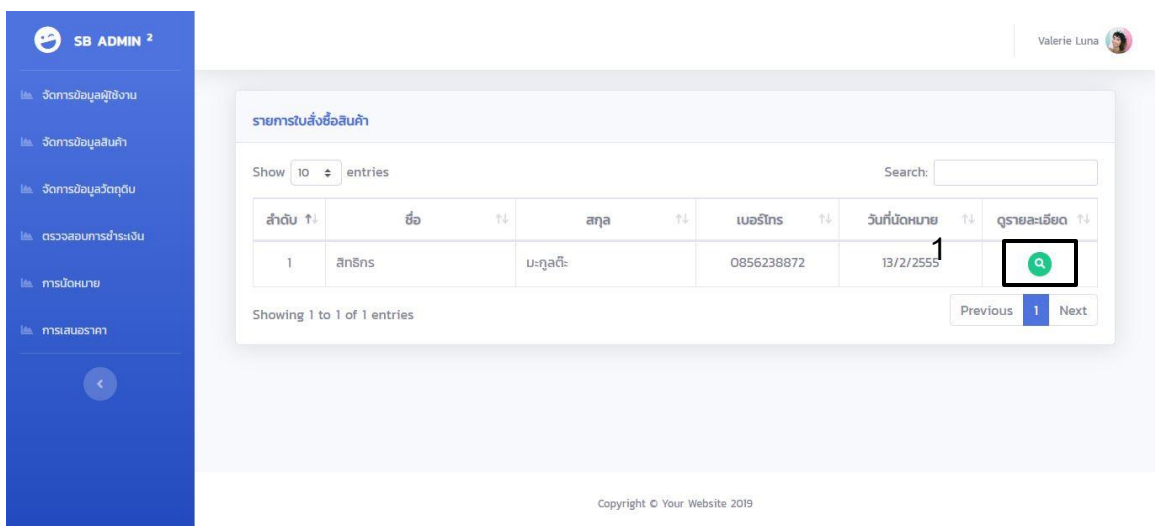 SB ADMIN 2
Valerie Luna
จัดการข้อมูลผู้ใช้งาน
จัดการข้อมูลสินค้า
จัดการข้อมูลวัตถุดิบ
ตรวจสอบการชำระเงิน
การนัดหมาย
การเสนอราคา
รายการใบสั่งซื้อสินค้า
Show 10 entries
Search:
ลำดับ ชื่อ สกุล เบอร์โทร วันที่นัดหมาย ดูรายละเอียด
1
1 สิทธิกร มะกูลต๊ะ 0856238872 13/2/2555
Showing 1 to 1 of 1 entries
Previous 1 Next
Copyright © Your Website 2019